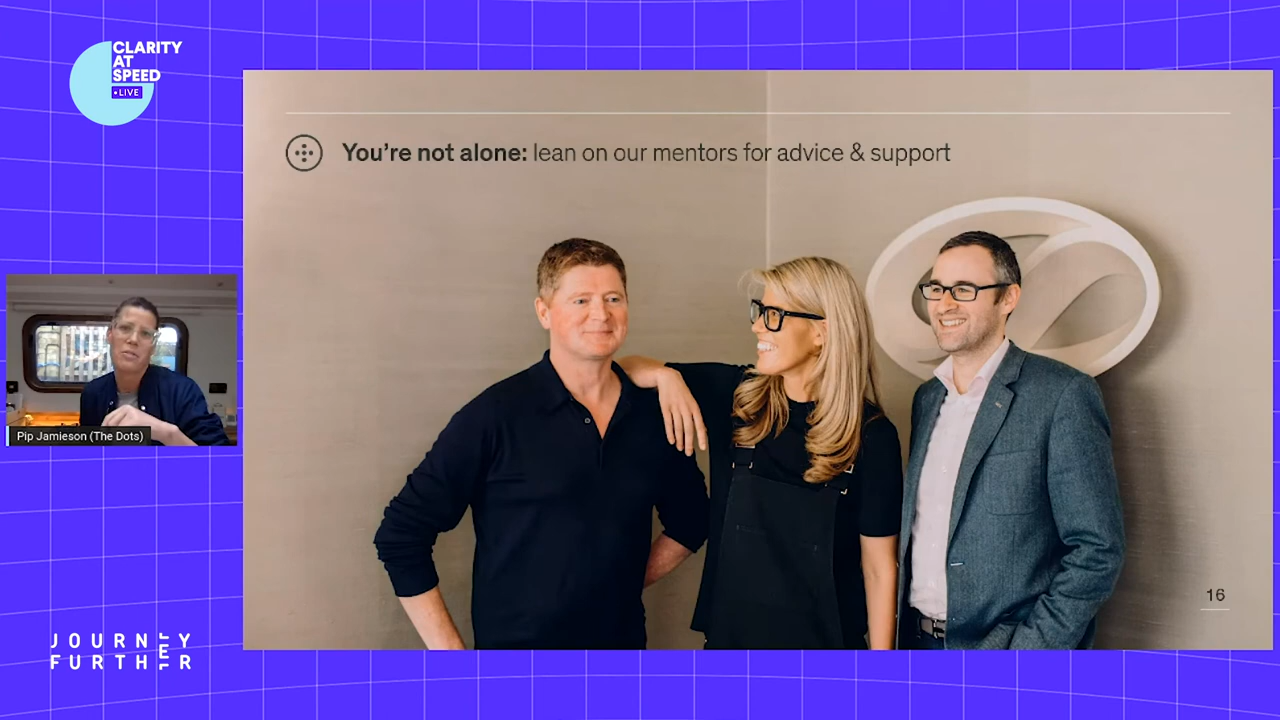 CLARITY
AT
SPEED
•LIVE
You're not alone: lean on our mentors for advice & support
Pip Jamieson (The Dots)
16
JOURNEY
FURTHER